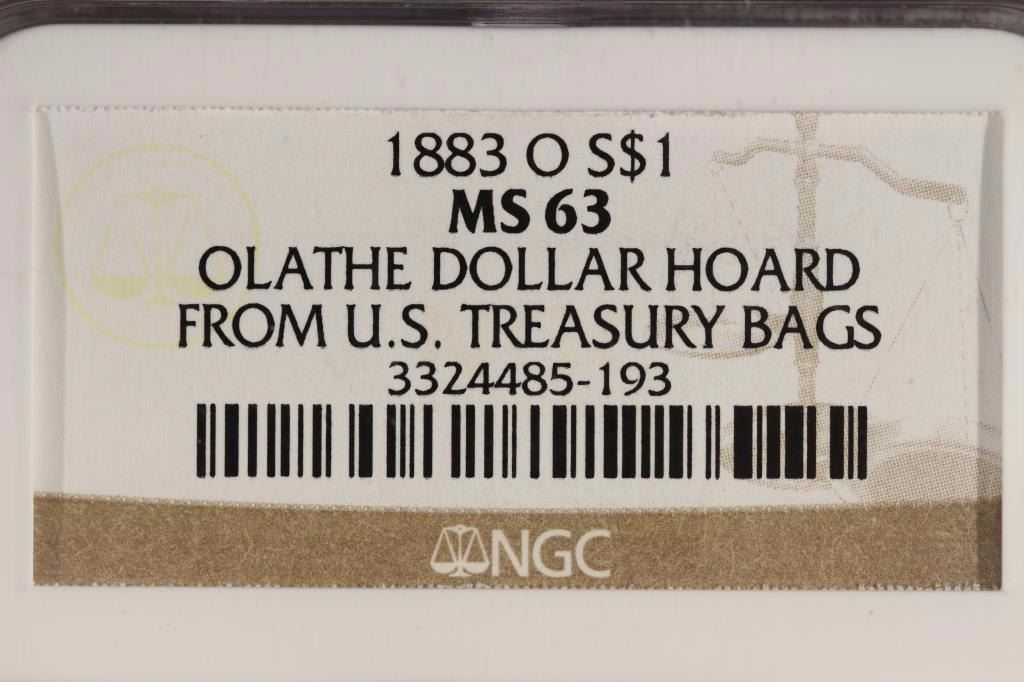 1883 O S$1
MS 63
OLATHE DOLLAR HOARD
FROM U.S. TREASURY BAGS
3324485-193
NGC